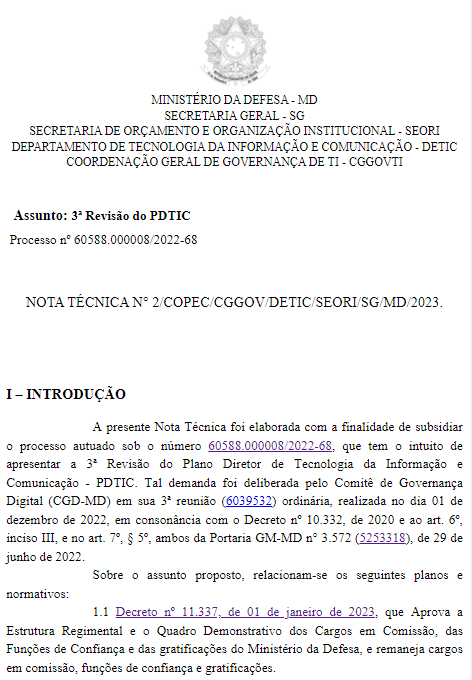 MINISTÉRIO DA DEFESA - MD
SECRETARIA GERAL - SG
SECRETARIA DE ORÇAMENTO E ORGANIZAÇÃO INSTITUCIONAL - SEORI
DEPARTAMENTO DE TECNOLOGIA DA INFORMAÇÃO E COMUNICAÇÃO - DETIC
COORDENAÇÃO GERAL DE GOVERNANÇA DE TI - CGGOVTI
Assunto: 3ª Revisão do PDTIC
Processo nº 60588.000008/2022-68
NOTA TÉCNICA N° 2/COPEC/CGGOV/DETIC/SEORI/SG/MD/2023.
I – INTRODUÇÃO
A presente Nota Técnica foi elaborada com a finalidade de subsidiar
o processo autuado sob o número 60588.000008/2022-68, que tem o intuito de
apresentar a 3ª Revisão do Plano Diretor de Tecnologia da Informação e
Comunicação - PDTIC. Tal demanda foi deliberada pelo Comitê de Governança
Digital (CGD-MD) em sua 3ª reunião (6039532) ordinária, realizada no dia 01 de
dezembro de 2022, em consonância com o Decreto nº 10.332, de 2020 e ao art. 6º,
inciso III, e no art. 7º, § 5º, ambos da Portaria GM-MD nº 3.572 (5253318), de 29 de
junho de 2022.
Sobre o assunto proposto, relacionam-se os seguintes planos e
normativos:
1.1 Decreto nº 11.337, de 01 de janeiro de 2023, que Aprova a
Estrutura Regimental e o Quadro Demonstrativo dos Cargos em Comissão, das
Funções de Confiança e das gratificações do Ministério da Defesa, e remaneja cargos
em comissão, funções de confiança e gratificações.